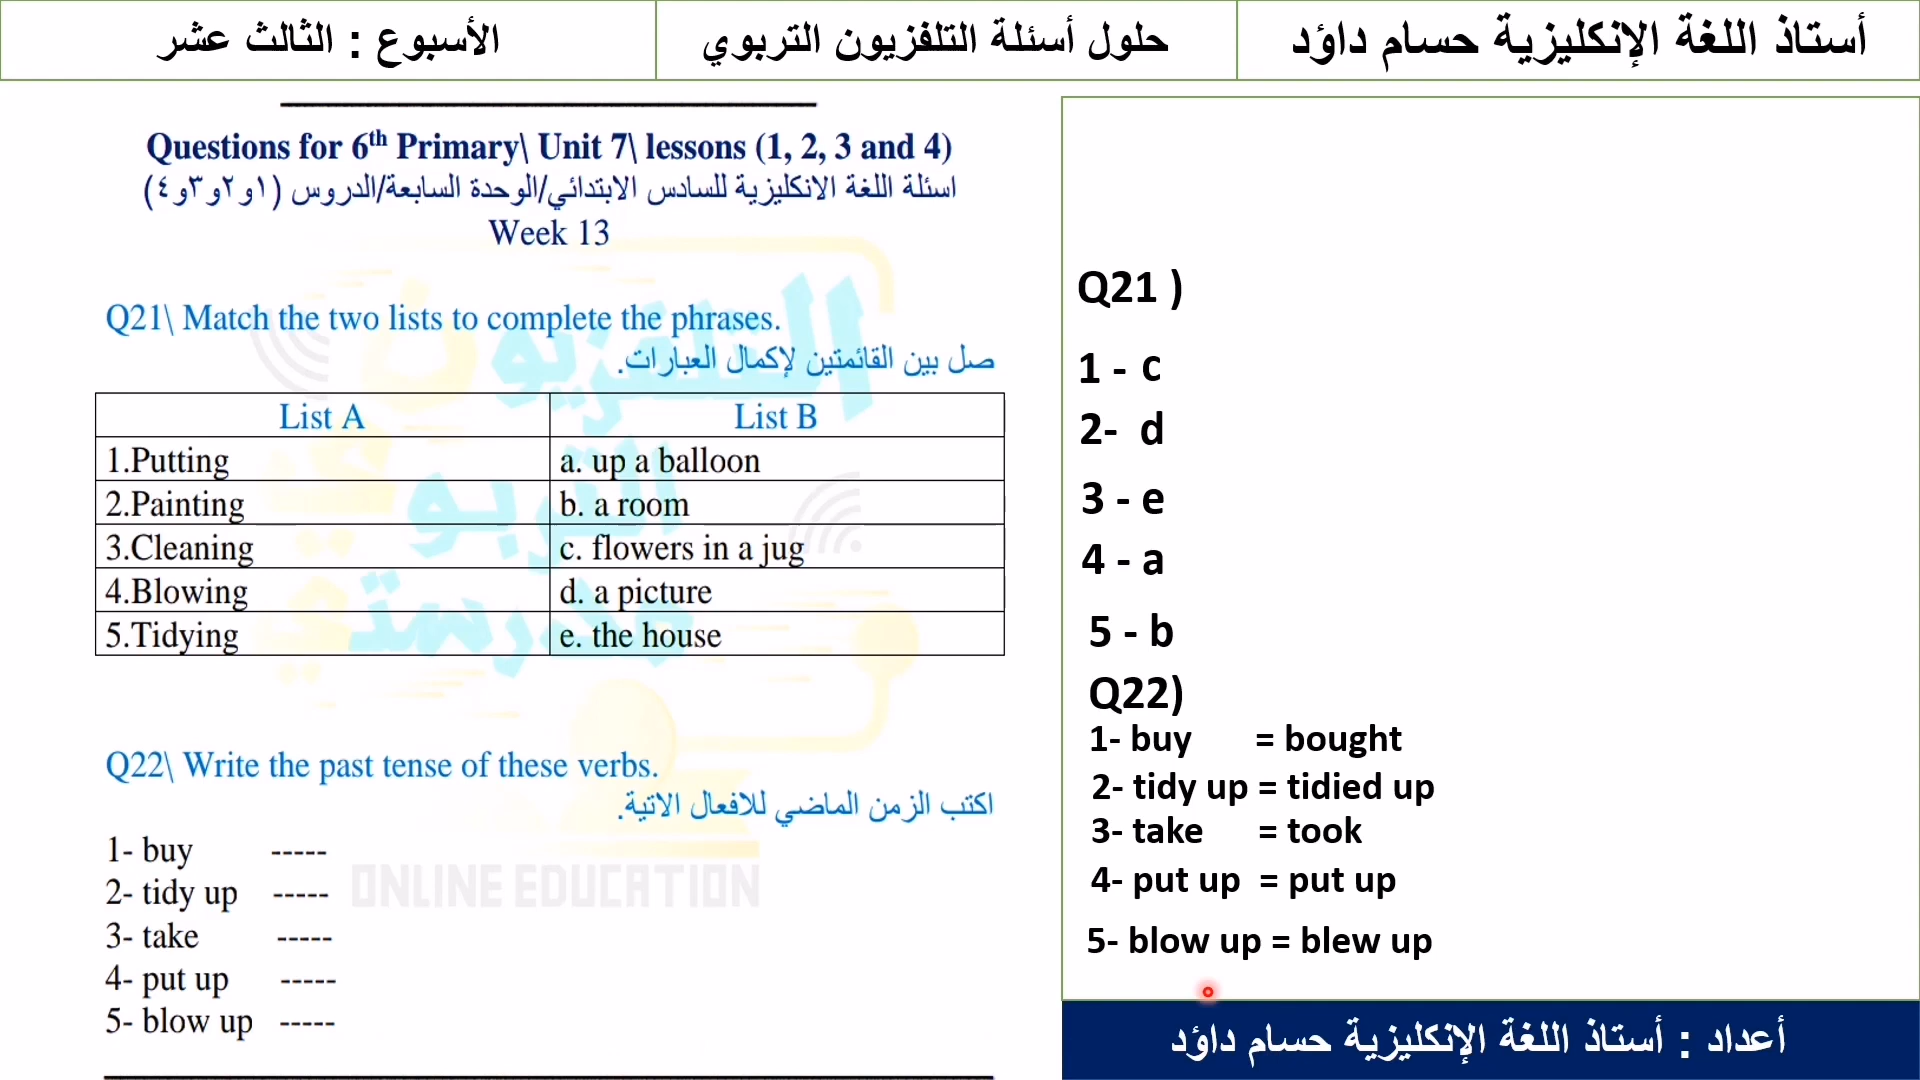 أستاذ اللغة الإنكليزية حسام داؤد
حلول أسئلة التلفزيون التربوي
الأسبوع : الثالث عشر
Questions for 6th Primary\ Unit 7\ lessons (1, 2, 3 and 4)
اسئلة اللغة الانكليزية للسادس الابتدائي/الوحدة السابعة/الدروس (١و٢و٣و٤)
Week 13
Q21\ Match the two lists to complete the phrases.
صل بين القائمتين لإكمال العبارات.
List A List B
1.Putting a. up a balloon
2.Painting b. a room
3.Cleaning c. flowers in a jug
4.Blowing d. a picture
5.Tidying e. the house
Q22\ Write the past tense of these verbs.
اكتب الزمن الماضي للافعال الاتية.
1- buy -----
2- tidy up -----
3- take -----
4- put up -----
5- blow up -----
التلفزيون
التربوي
مدرستي
ONLINE EDUCATION
Q21 )
1 - c
2- d
3 - e
4 - a
5 - b
Q22)
1- buy = bought
2- tidy up = tidied up
3- take = took
4- put up = put up
5- blow up = blew up
أعداد : أستاذ اللغة الإنكليزية حسام داؤد